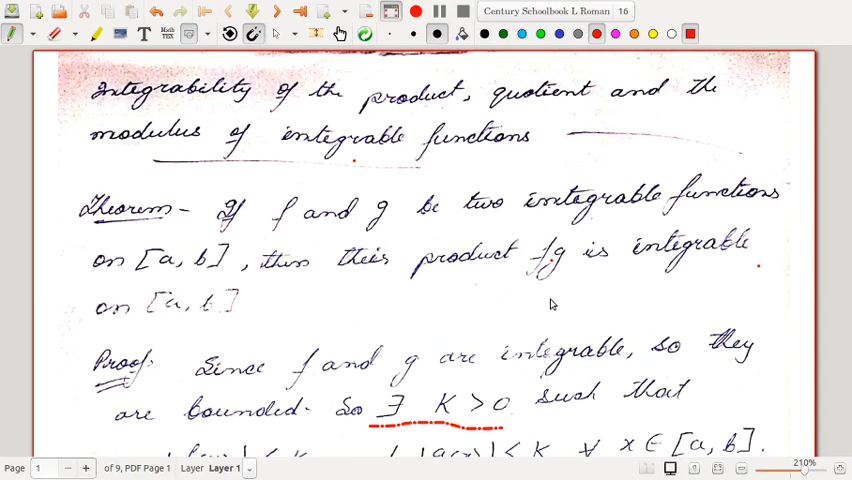 Century Schoolbook L Roman 16
T Math TEX
Integrability of the product, quotient and the
modulus of integrable functions
Theorem - If f and g be two integrable functions
on [a, b], then their product fg is integrable
on [a, b]
Proof: Since f and g are integrable, so they
are bounded. So ∃ K > 0 such that
| < K ∀ x ∈ [a, b].
Page 1 of 9, PDF Page 1 Layer Layer 1 210%